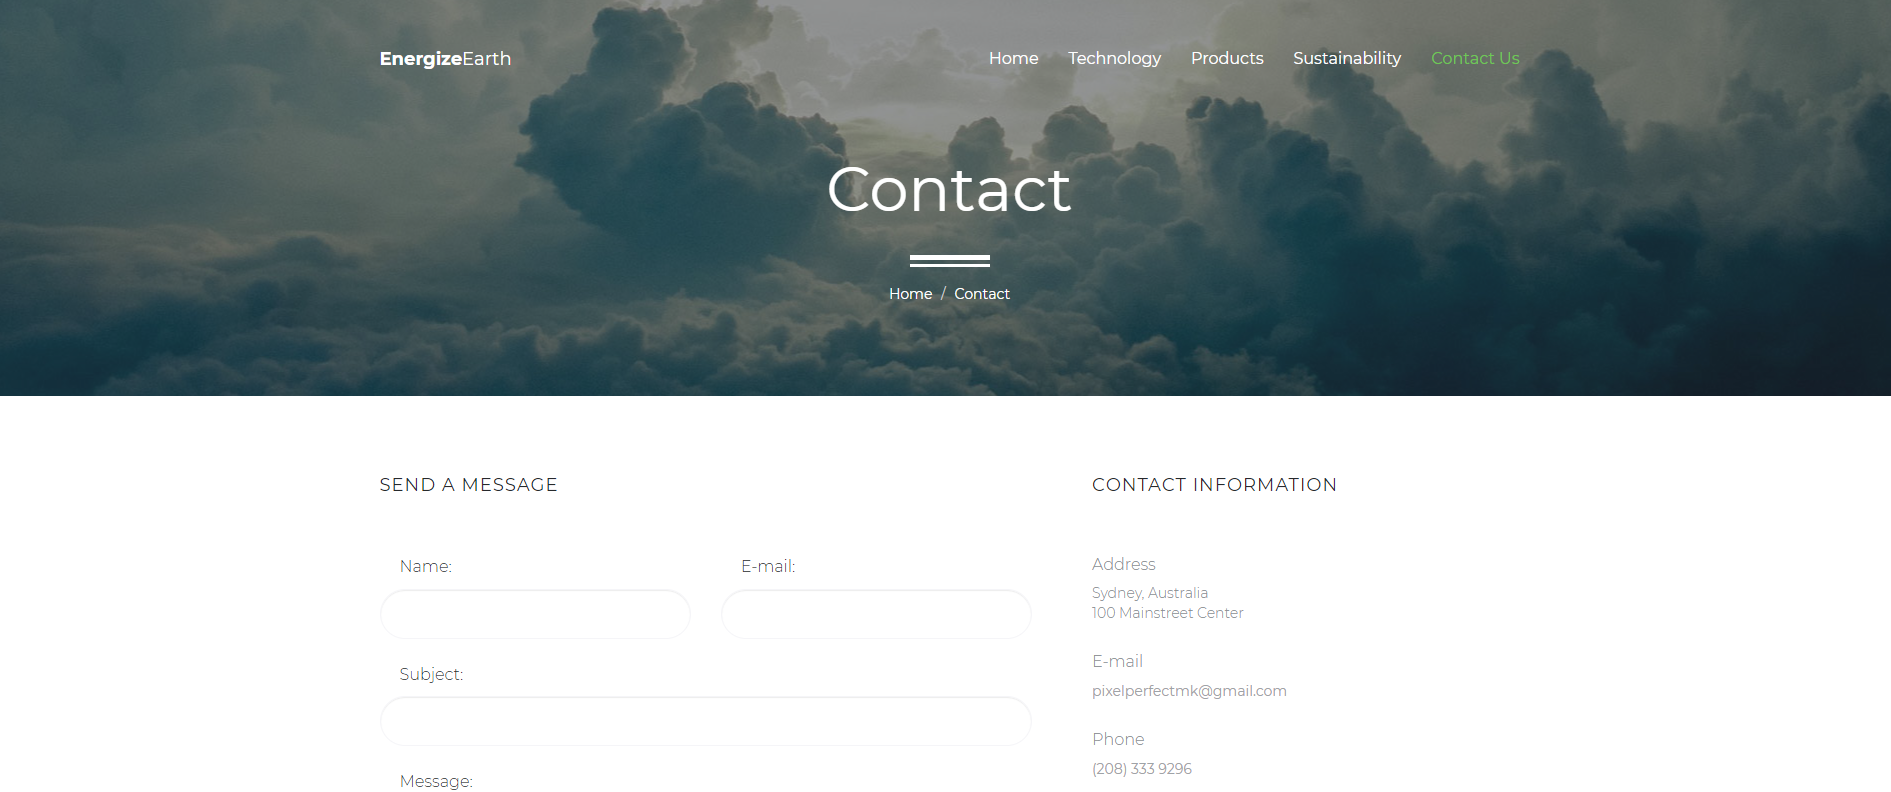 EnergizeEarth
Home Technology Products Sustainability Contact Us
Contact
Home / Contact
SEND A MESSAGE
Name:
E-mail:
Subject:
Message:
CONTACT INFORMATION
Address
Sydney, Australia
100 Mainstreet Center
E-mail
pixelperfectmk@gmail.com
Phone
(208) 333 9296